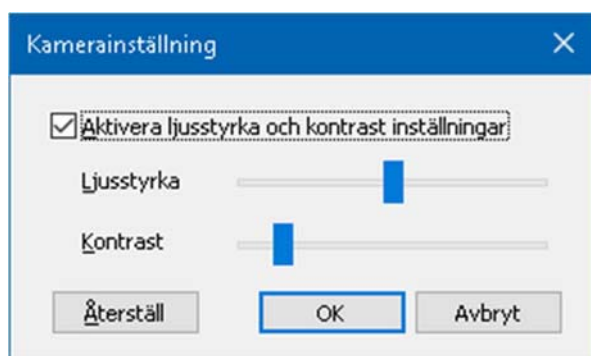 Kamerainställning
Aktivera ljusstyrka och kontrast inställningar
Ljusstyrka
Kontrast
Återställ OK Avbryt